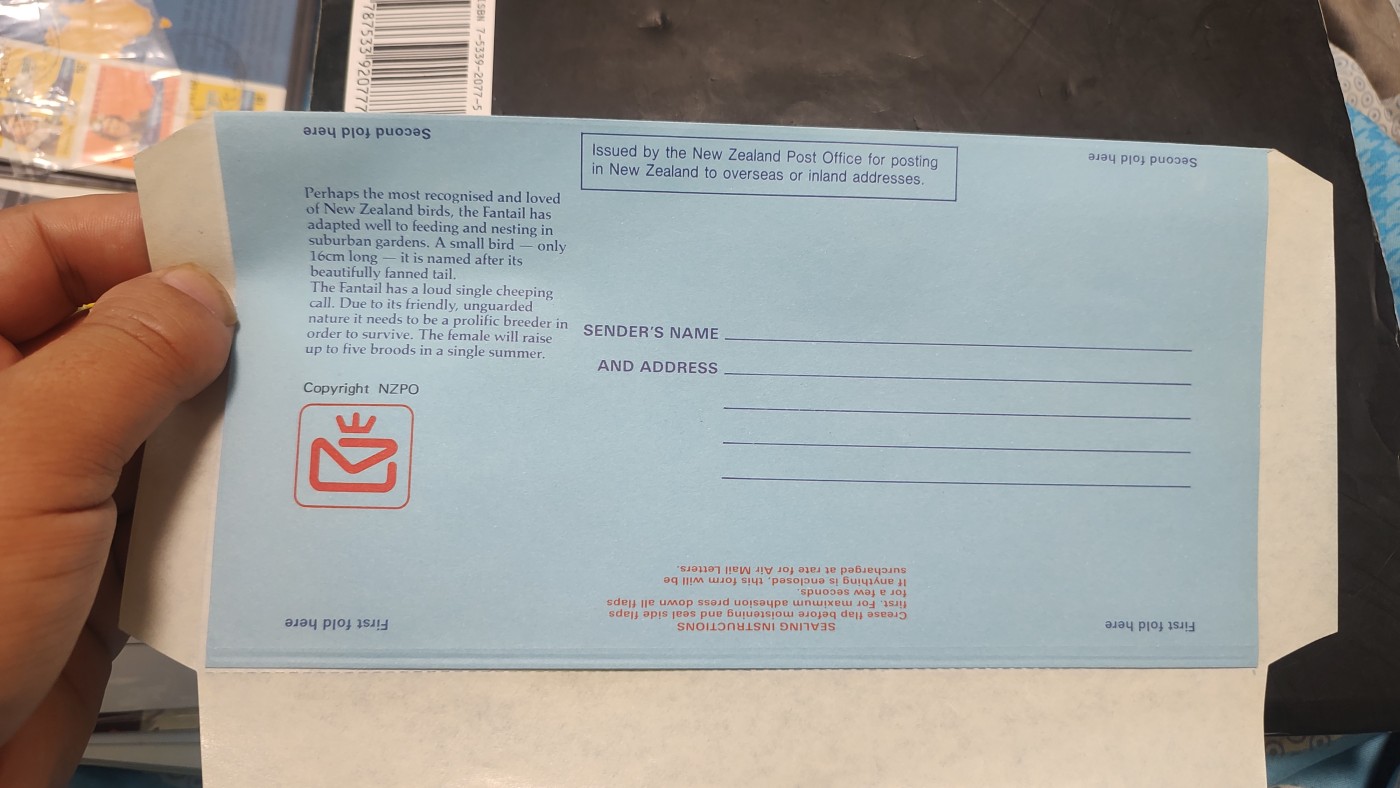 ISBN 7-5339-2077-5
Second fold here
Second fold here
Issued by the New Zealand Post Office for posting
in New Zealand to overseas or inland addresses.
Perhaps the most recognised and loved
of New Zealand birds, the Fantail has
adapted well to feeding and nesting in
suburban gardens. A small bird — only
16cm long — it is named after its
beautifully fanned tail.
The Fantail has a loud single cheeping
call. Due to its friendly, unguarded
nature it needs to be a prolific breeder in
order to survive. The female will raise
up to five broods in a single summer.
Copyright NZPO
SENDER'S NAME
AND ADDRESS
SEALING INSTRUCTIONS
Crease flap before moistening and seal side flaps
first. For maximum adhesion press down all flaps
for a few seconds.
If anything is enclosed, this form will be
surcharged at rate for Air Mail Letters.
First fold here
First fold here